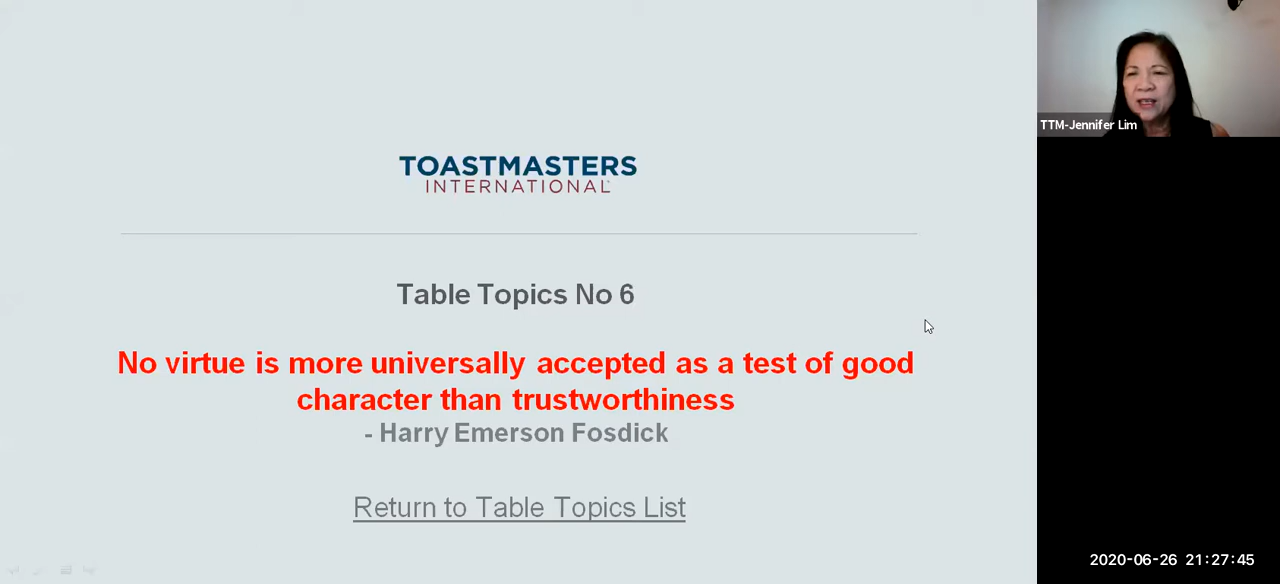 TOASTMASTERS
INTERNATIONAL
Table Topics No 6
No virtue is more universally accepted as a test of good
character than trustworthiness
- Harry Emerson Fosdick
Return to Table Topics List
TTM-Jennifer Lim
2020-06-26 21:27:45